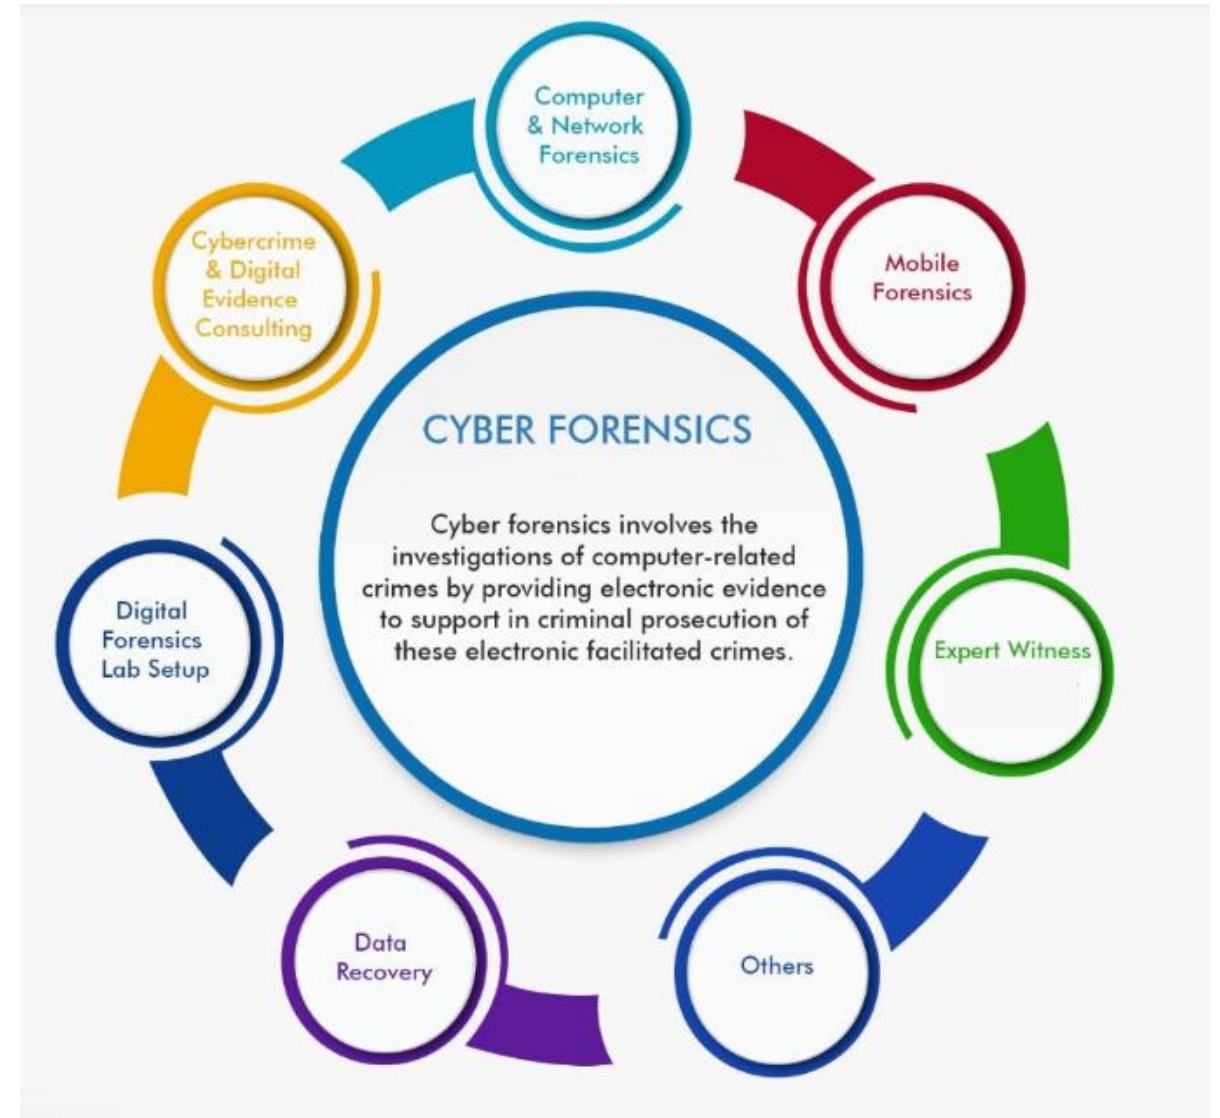 Computer
& Network
Forensics
Mobile
Forensics
Expert Witness
Others
Data
Recovery
Digital
Forensics
Lab Setup
Cybercrime
& Digital
Evidence
Consulting
CYBER FORENSICS
Cyber forensics involves the
investigations of computer-related
crimes by providing electronic evidence
to support in criminal prosecution of
these electronic facilitated crimes.